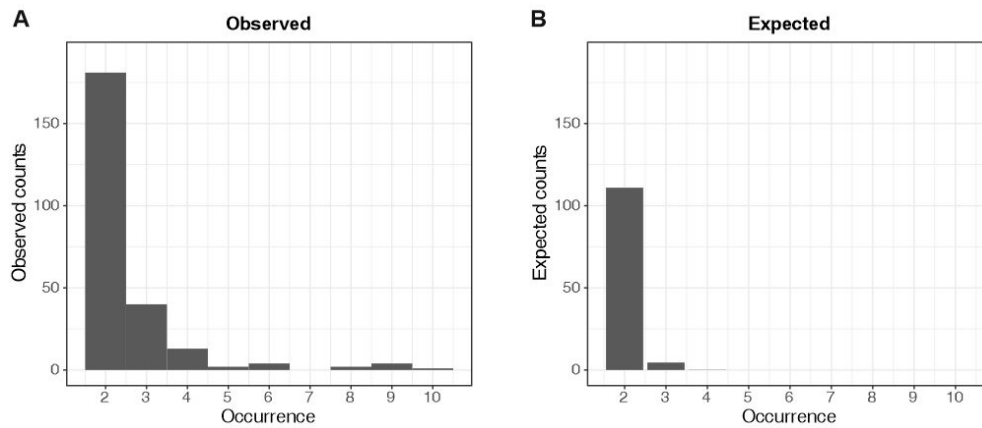 A
Observed
Observed counts
150
100
50
0
2 3 4 5 6 7 8 9 10
Occurrence
B
Expected
Expected counts
150
100
50
0
2 3 4 5 6 7 8 9 10
Occurrence